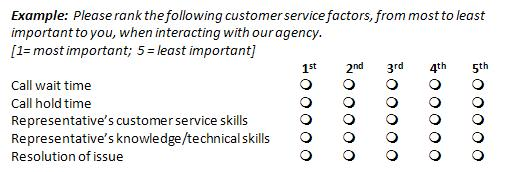 Example: Please rank the following customer service factors, from most to least
important to you, when interacting with our agency.
[1= most important; 5 = least important]
1st 2nd 3rd 4th 5th
Call wait time
Call hold time
Representative's customer service skills
Representative's knowledge/technical skills
Resolution of issue